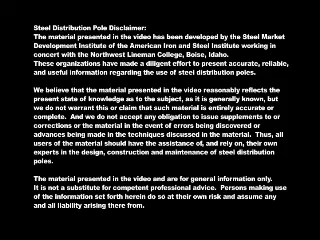 Steel Distribution Pole Disclaimer:
The material presented in the video has been developed by the Steel Market
Development Institute of the American Iron and Steel Institute working in
concert with the Northwest Lineman College, Boise, Idaho.
These organizations have made a diligent effort to present accurate, reliable,
and useful information regarding the use of steel distribution poles.
We believe that the material presented in the video reasonably reflects the
present state of knowledge as to the subject, as it is generally known, but
we do not warrant this or claim that such material is entirely accurate or
complete. And we do not accept any obligation to issue supplements to or
corrections or the material in the event of errors being discovered or
advances being made in the techniques discussed in the material. Thus, all
users of the material should have the assistance of, and rely on, their own
experts in the design, construction and maintenance of steel distribution
poles.
The material presented in the video and are for general information only.
It is not a substitute for competent professional advice. Persons making use
of the information set forth herein do so at their own risk and assume any
and all liability arising there from.